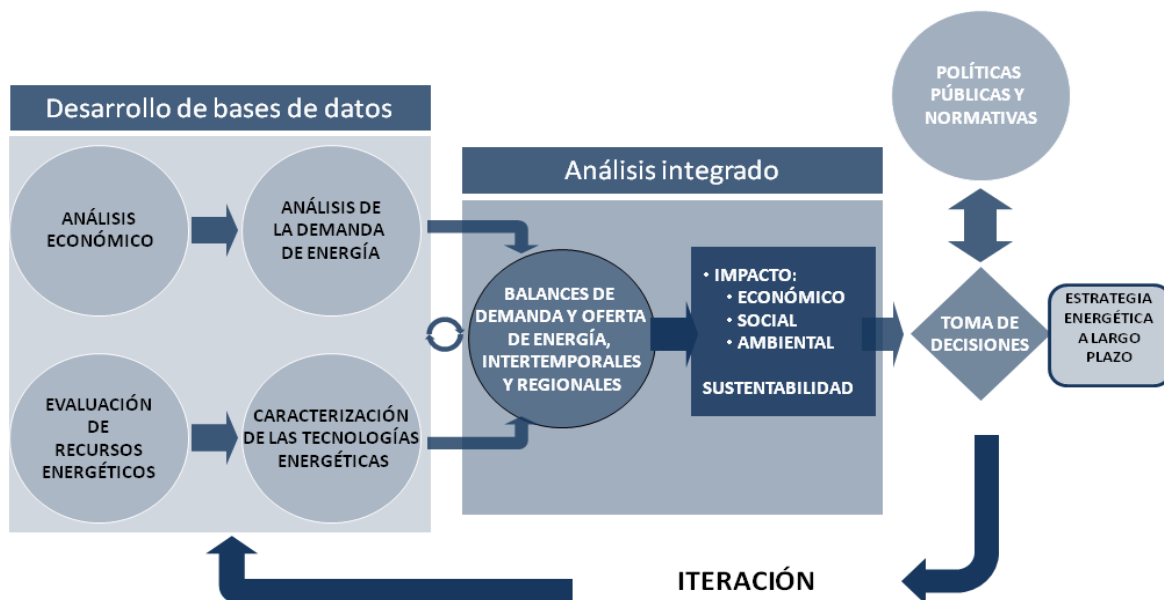 Desarrollo de bases de datos
ANÁLISIS
ECONÓMICO
ANÁLISIS DE
LA DEMANDA
DE ENERGÍA
EVALUACIÓN
DE
RECURSOS
ENERGÉTICOS
CARACTERIZACIÓN
DE LAS TECNOLOGÍAS
ENERGÉTICAS
Análisis integrado
BALANCES DE
DEMANDA Y OFERTA
DE ENERGÍA,
INTERTEMPORALES
Y REGIONALES
• IMPACTO:
• ECONÓMICO
• SOCIAL
• AMBIENTAL
SUSTENTABILIDAD
POLÍTICAS
PÚBLICAS Y
NORMATIVAS
TOMA DE
DECISIONES
ESTRATEGIA
ENERGÉTICA
A LARGO
PLAZO
ITERACIÓN